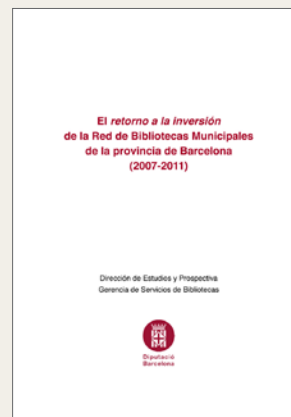 El retorno a la inversión
de la Red de Bibliotecas Municipales
de la provincia de Barcelona
(2007-2011)
Dirección de Estudios y Prospectiva
Gerencia de Servicios de Bibliotecas
Diputació
Barcelona